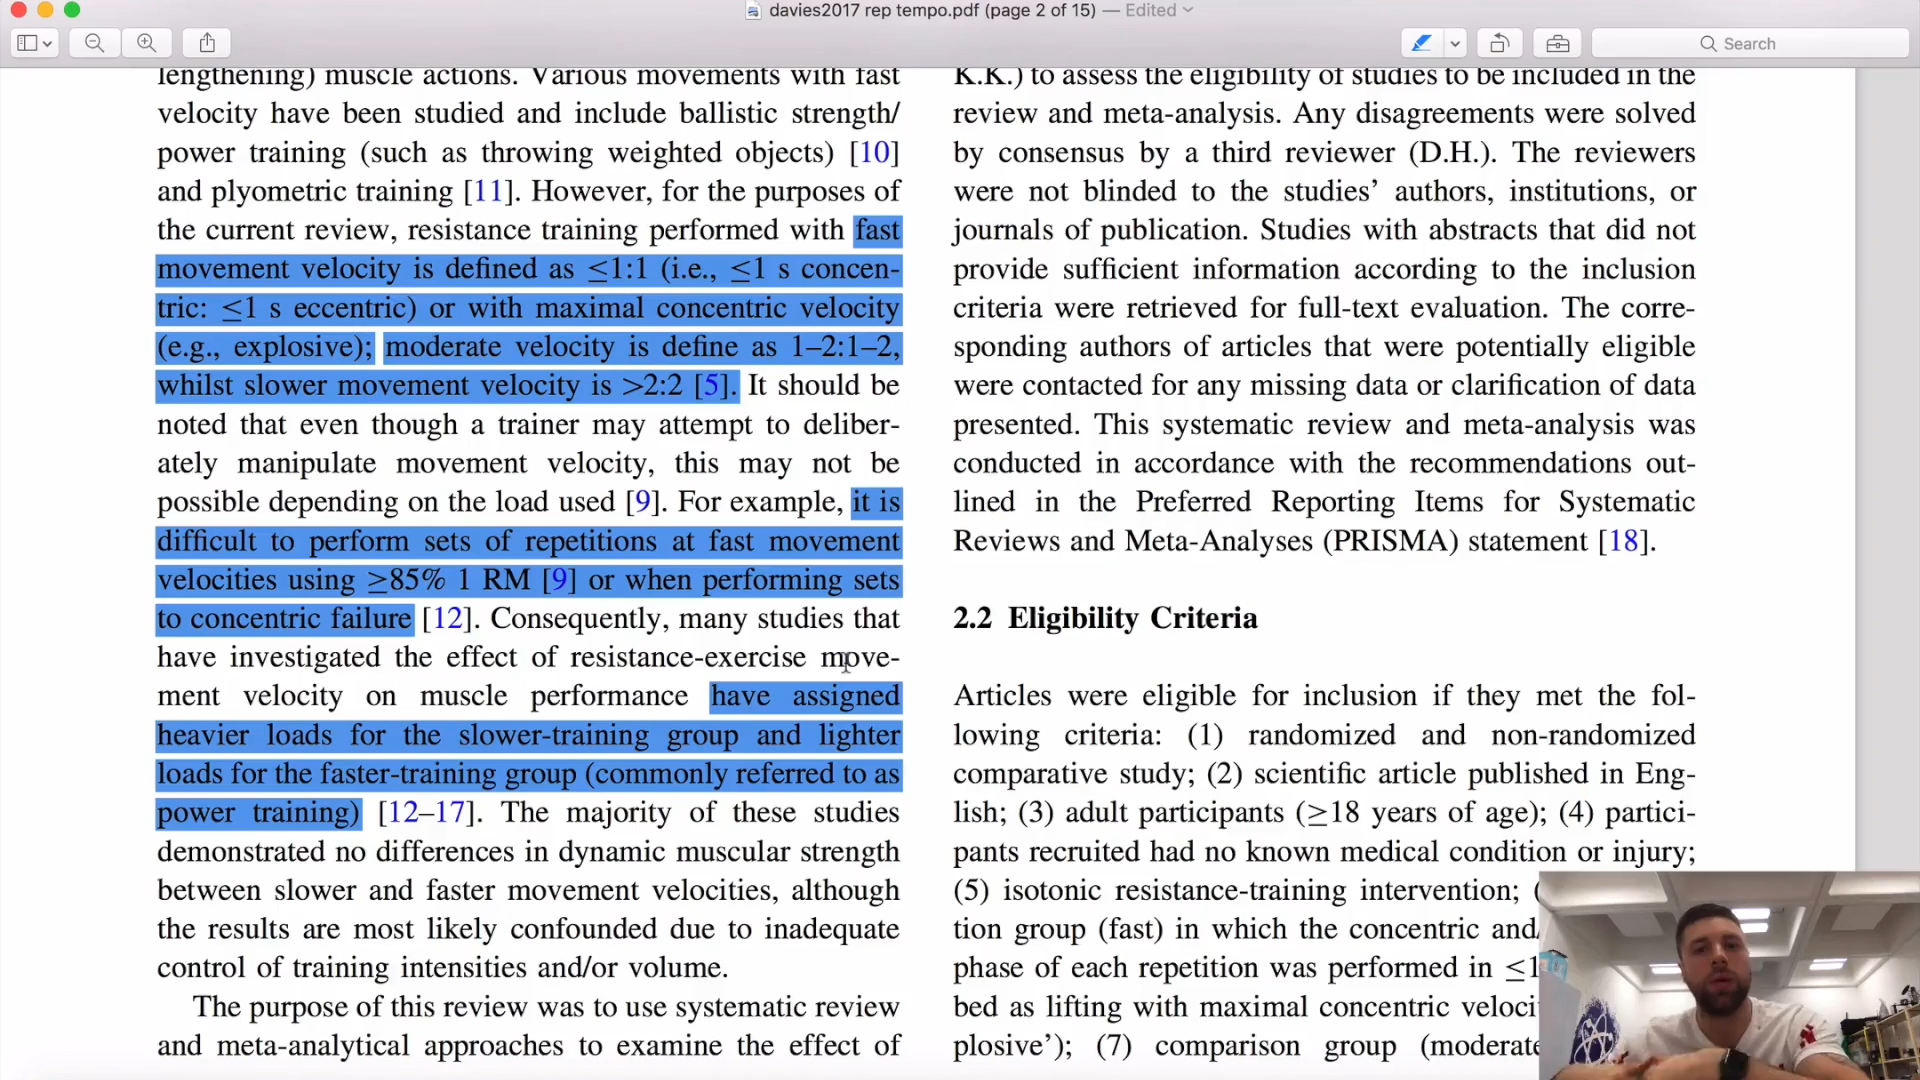 davies2017 rep tempo.pdf (page 2 of 15) — Edited
Search
lengthening) muscle actions. Various movements with fast
velocity have been studied and include ballistic strength/
power training (such as throwing weighted objects) [10]
and plyometric training [11]. However, for the purposes of
the current review, resistance training performed with fast
movement velocity is defined as ≤1:1 (i.e., ≤1 s concen-
tric: ≤1 s eccentric) or with maximal concentric velocity
(e.g., explosive); moderate velocity is define as 1–2:1–2,
whilst slower movement velocity is >2:2 [5]. It should be
noted that even though a trainer may attempt to deliber-
ately manipulate movement velocity, this may not be
possible depending on the load used [9]. For example, it is
difficult to perform sets of repetitions at fast movement
velocities using ≥85% 1 RM [9] or when performing sets
to concentric failure [12]. Consequently, many studies that
have investigated the effect of resistance-exercise move-
ment velocity on muscle performance have assigned
heavier loads for the slower-training group and lighter
loads for the faster-training group (commonly referred to as
power training) [12–17]. The majority of these studies
demonstrated no differences in dynamic muscular strength
between slower and faster movement velocities, although
the results are most likely confounded due to inadequate
control of training intensities and/or volume.
The purpose of this review was to use systematic review
and meta-analytical approaches to examine the effect of
K.K.) to assess the eligibility of studies to be included in the
review and meta-analysis. Any disagreements were solved
by consensus by a third reviewer (D.H.). The reviewers
were not blinded to the studies’ authors, institutions, or
journals of publication. Studies with abstracts that did not
provide sufficient information according to the inclusion
criteria were retrieved for full-text evaluation. The corre-
sponding authors of articles that were potentially eligible
were contacted for any missing data or clarification of data
presented. This systematic review and meta-analysis was
conducted in accordance with the recommendations out-
lined in the Preferred Reporting Items for Systematic
Reviews and Meta-Analyses (PRISMA) statement [18].
2.2 Eligibility Criteria
Articles were eligible for inclusion if they met the fol-
lowing criteria: (1) randomized and non-randomized
comparative study; (2) scientific article published in Eng-
lish; (3) adult participants (≥18 years of age); (4) partici-
pants recruited had no known medical condition or injury;
(5) isotonic resistance-training intervention; (
tion group (fast) in which the concentric and/
phase of each repetition was performed in ≤1
bed as lifting with maximal concentric veloci
plosive’); (7) comparison group (moderate